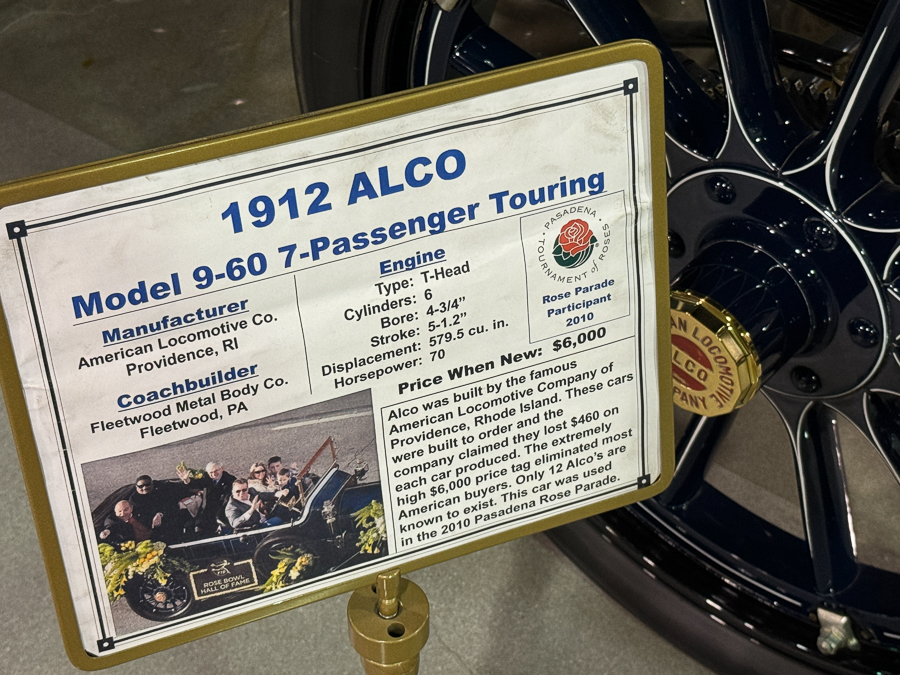 1912 ALCO
Model 9-60 7-Passenger Touring
Manufacturer
American Locomotive Co.
Providence, RI
Coachbuilder
Fleetwood Metal Body Co.
Fleetwood, PA
Engine
Type: T-Head
Cylinders: 6
Bore: 4-3/4”
Stroke: 5-1.2”
Displacement: 579.5 cu. in.
Horsepower: 70
PASADENA
TOURNAMENT of ROSES
Rose Parade
Participant
2010
Price When New: $6,000
Alco was built by the famous
American Locomotive Company of
Providence, Rhode Island. These cars
were built to order and the
company claimed they lost $460 on
each car produced. The extremely
high $6,000 price tag eliminated most
American buyers. Only 12 Alco’s are
known to exist. This car was used
in the 2010 Pasadena Rose Parade.
ROSE BOWL
HALL OF FAME
AN LOCOMOTIVE
LCO
PANY